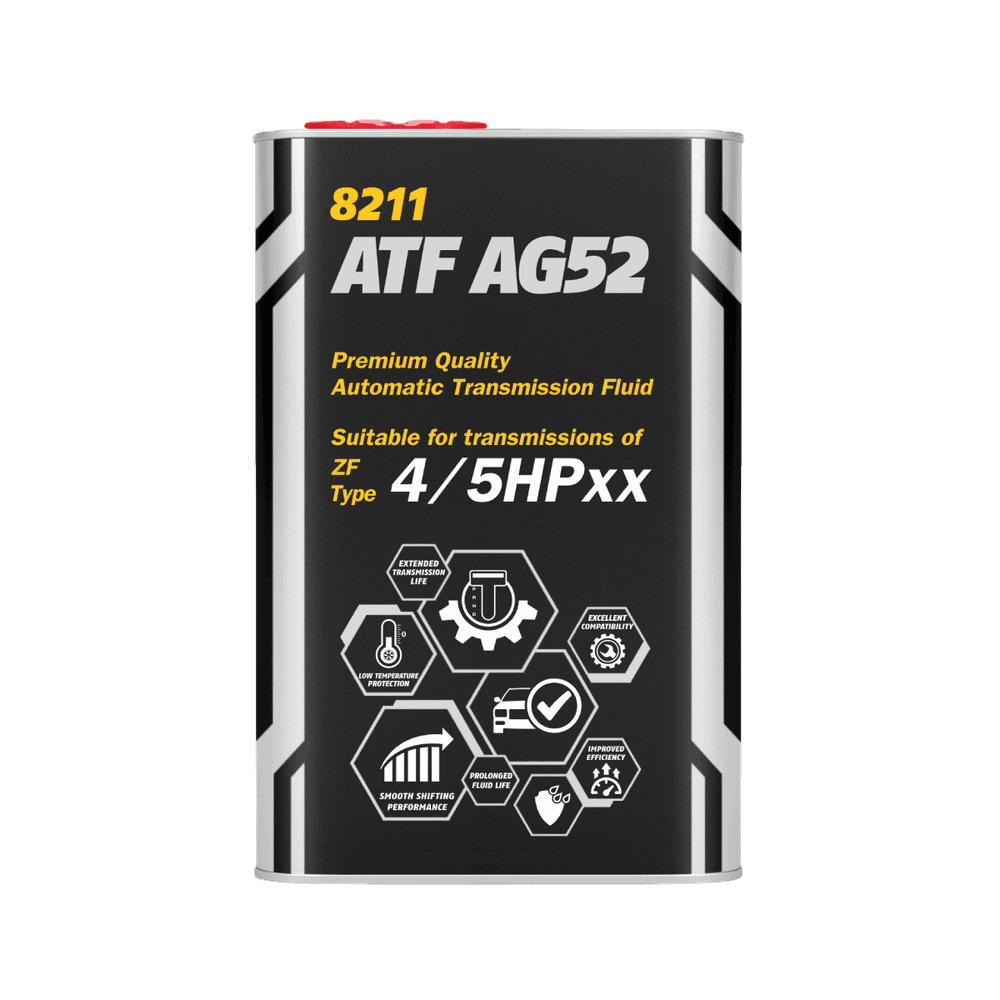 8211
ATF AG52
Premium Quality
Automatic Transmission Fluid
Suitable for transmissions of
ZF
Type 4/5HPxx
EXTENDED
TRANSMISSION
LIFE
P
R
N
D
EXCELLENT
COMPATIBILITY
0
LOW TEMPERATURE
PROTECTION
SMOOTH SHIFTING
PERFORMANCE
PROLONGED
FLUID LIFE
IMPROVED
EFFICIENCY